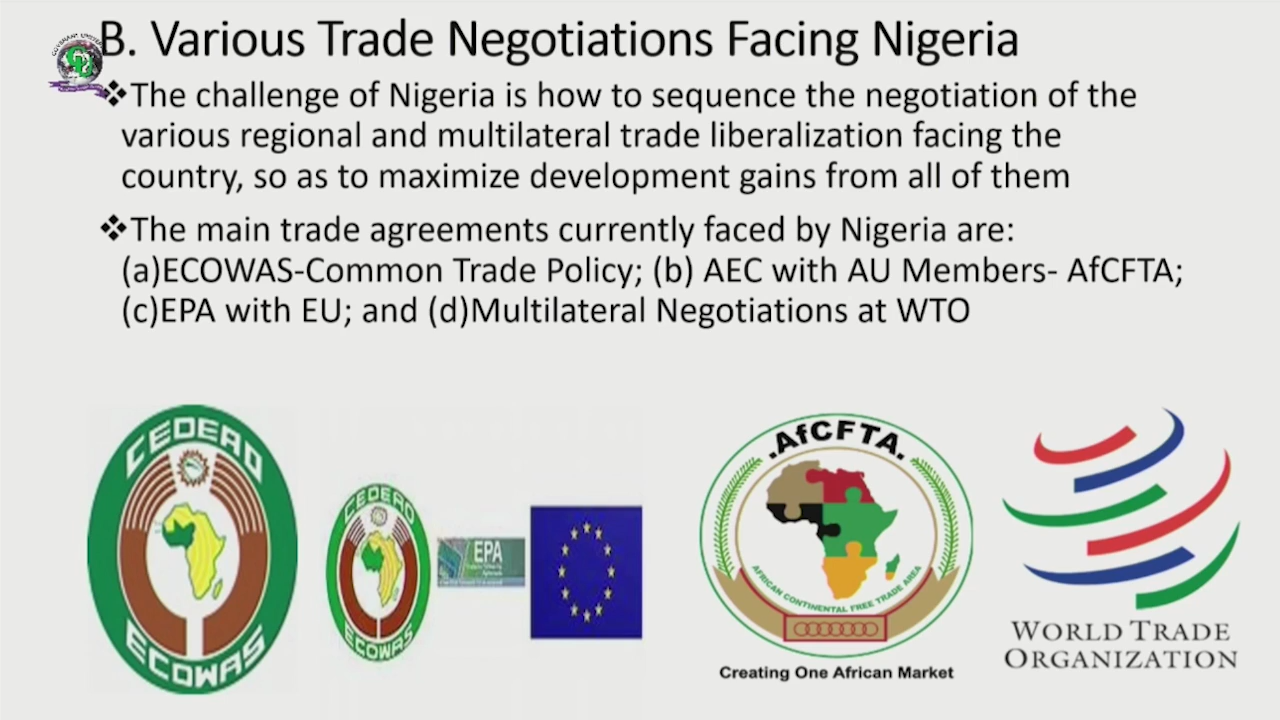 B. Various Trade Negotiations Facing Nigeria
❖The challenge of Nigeria is how to sequence the negotiation of the
various regional and multilateral trade liberalization facing the
country, so as to maximize development gains from all of them
❖The main trade agreements currently faced by Nigeria are:
(a)ECOWAS-Common Trade Policy; (b) AEC with AU Members- AfCFTA;
(c)EPA with EU; and (d)Multilateral Negotiations at WTO
CEDEAO
ECOWAS
CEDEAO
ECOWAS
EPA
.AfCFTA.
AFRICAN CONTINENTAL FREE TRADE AREA
Creating One African Market
WORLD TRADE
ORGANIZATION